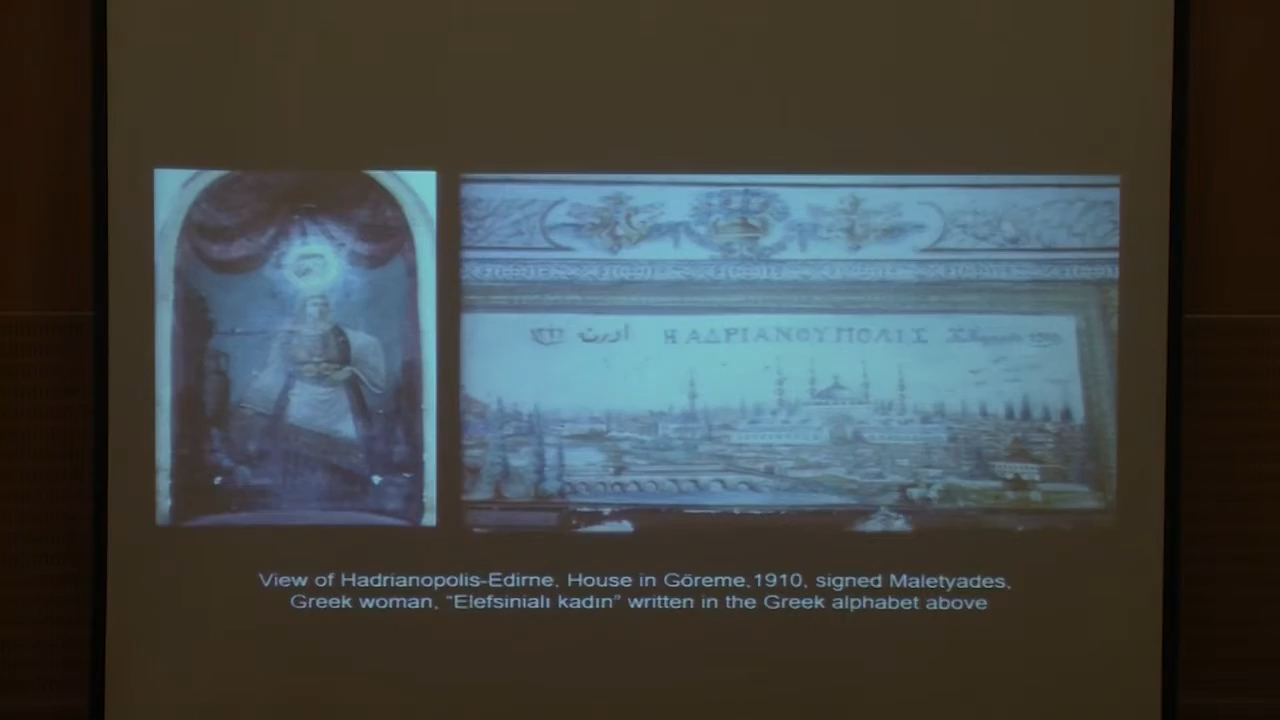 ادرنه Η ΑΔΡΙΑΝΟΥΠΟΛΙΣ
View of Hadrianopolis-Edirne, House in Göreme,1910, signed Maletyades,
Greek woman, “Elefsinialı kadın” written in the Greek alphabet above